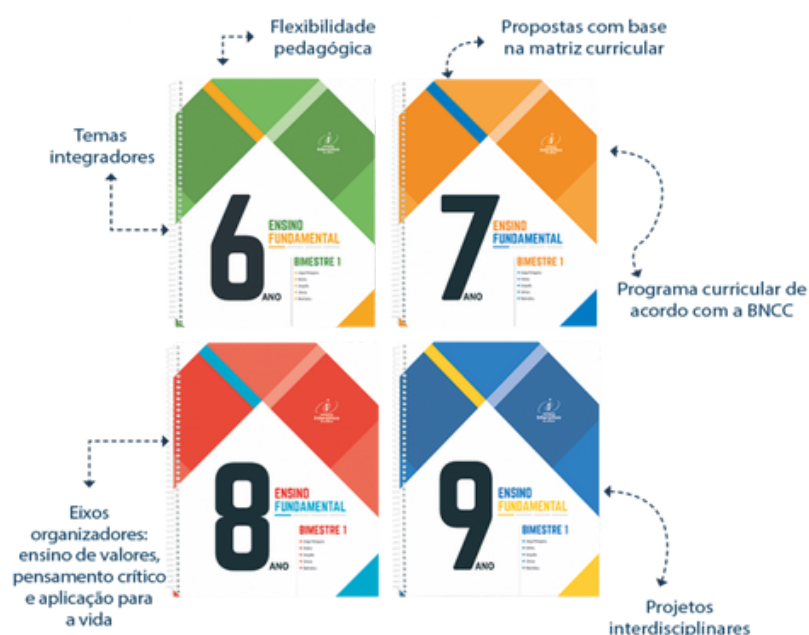 Flexibilidade
pedagógica
Propostas com base
na matriz curricular
Temas
integradores
6
ANO
ENSINO
FUNDAMENTAL
BIMESTRE 1
7
ANO
ENSINO
FUNDAMENTAL
BIMESTRE 1
Programa curricular de
acordo com a BNCC
8
ANO
ENSINO
FUNDAMENTAL
BIMESTRE 1
9
ANO
ENSINO
FUNDAMENTAL
BIMESTRE 1
Eixos
organizadores:
ensino de valores,
pensamento crítico
e aplicação para
a vida
Projetos
interdisciplinares